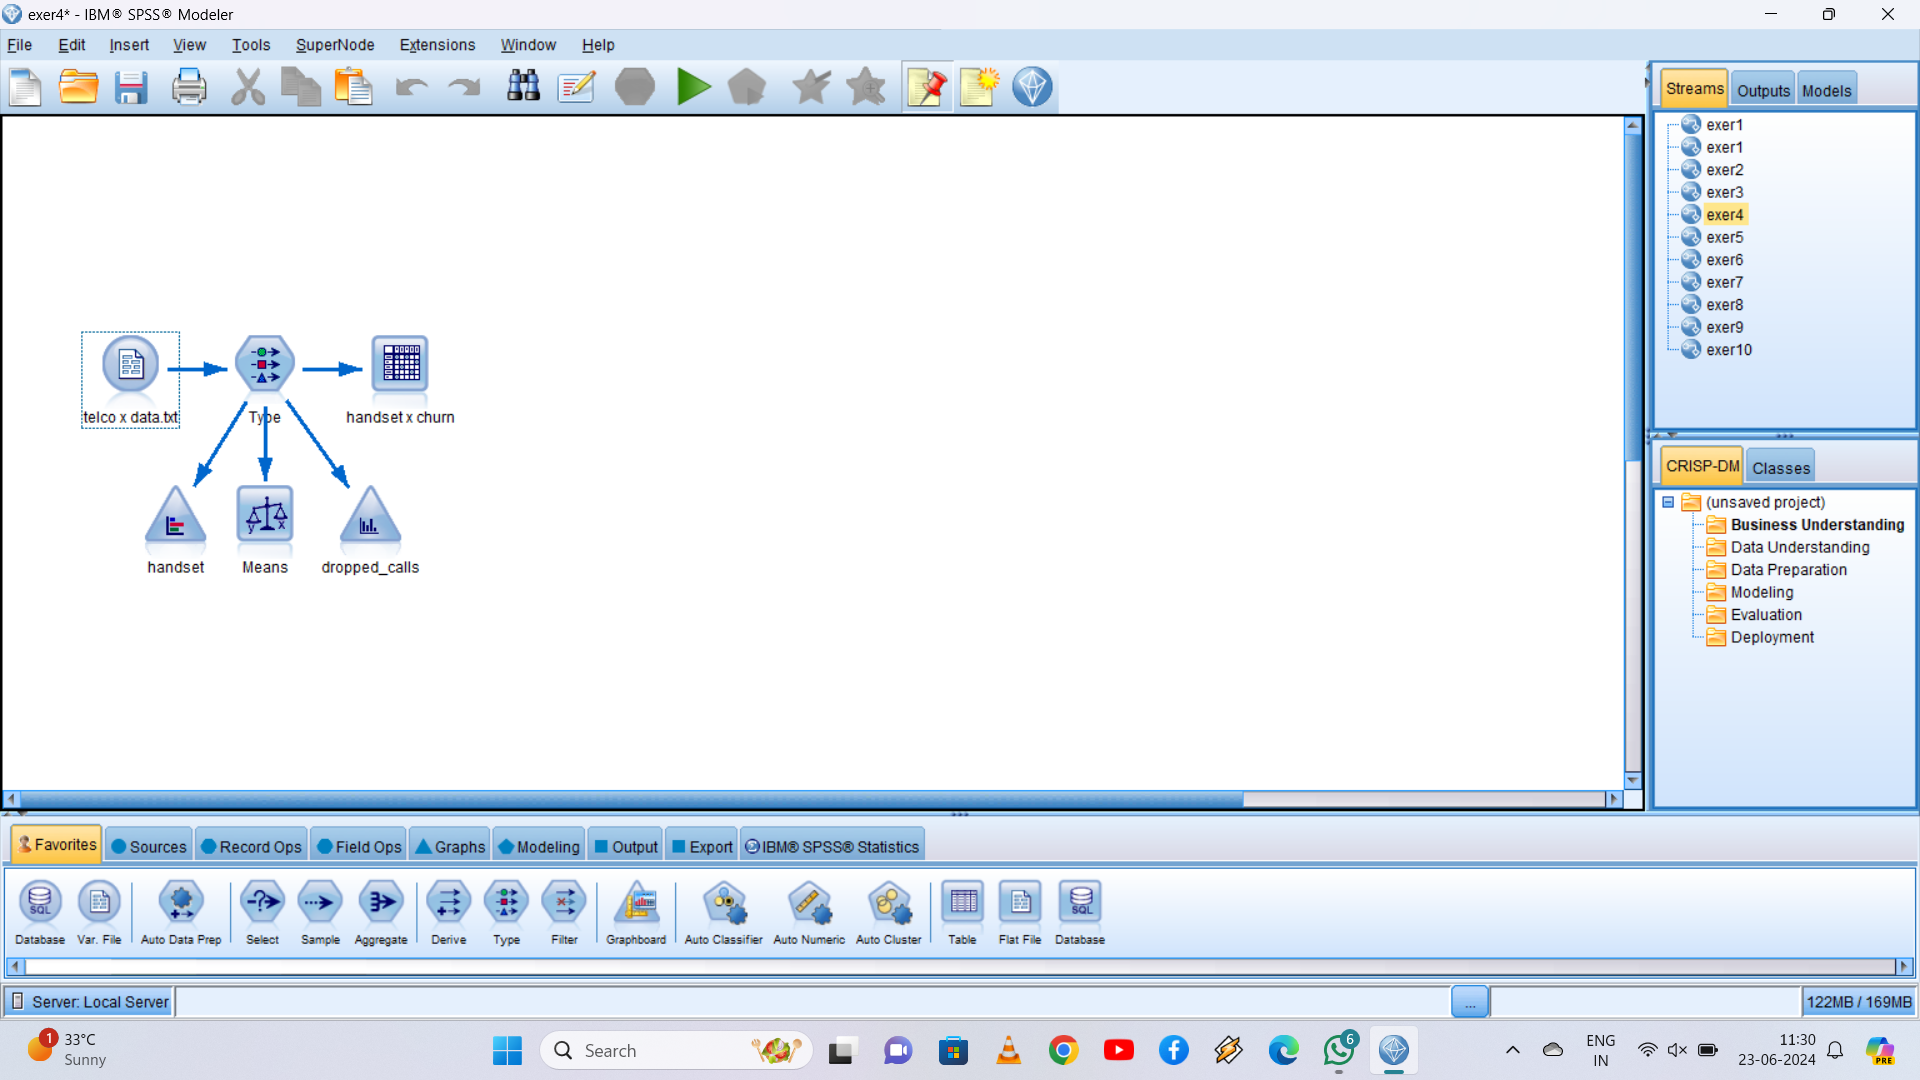 exer4* - IBM® SPSS® Modeler
File Edit Insert View Tools SuperNode Extensions Window Help
Streams Outputs Models
exer1
exer1
exer2
exer3
exer4
exer5
exer6
exer7
exer8
exer9
exer10
telco x data.txt Type handset x churn
handset Means dropped_calls
CRISP-DM Classes
(unsaved project)
Business Understanding
Data Understanding
Data Preparation
Modeling
Evaluation
Deployment
Favorites Sources Record Ops Field Ops Graphs Modeling Output Export IBM® SPSS® Statistics
SQL SQL
Database Var. File Auto Data Prep Select Sample Aggregate Derive Type Filter Graphboard Auto Classifier Auto Numeric Auto Cluster Table Flat File Database
Server: Local Server ... 122MB / 169MB
1 33°C
Sunny
Search
6
ENG
IN
11:30
23-06-2024
PRE